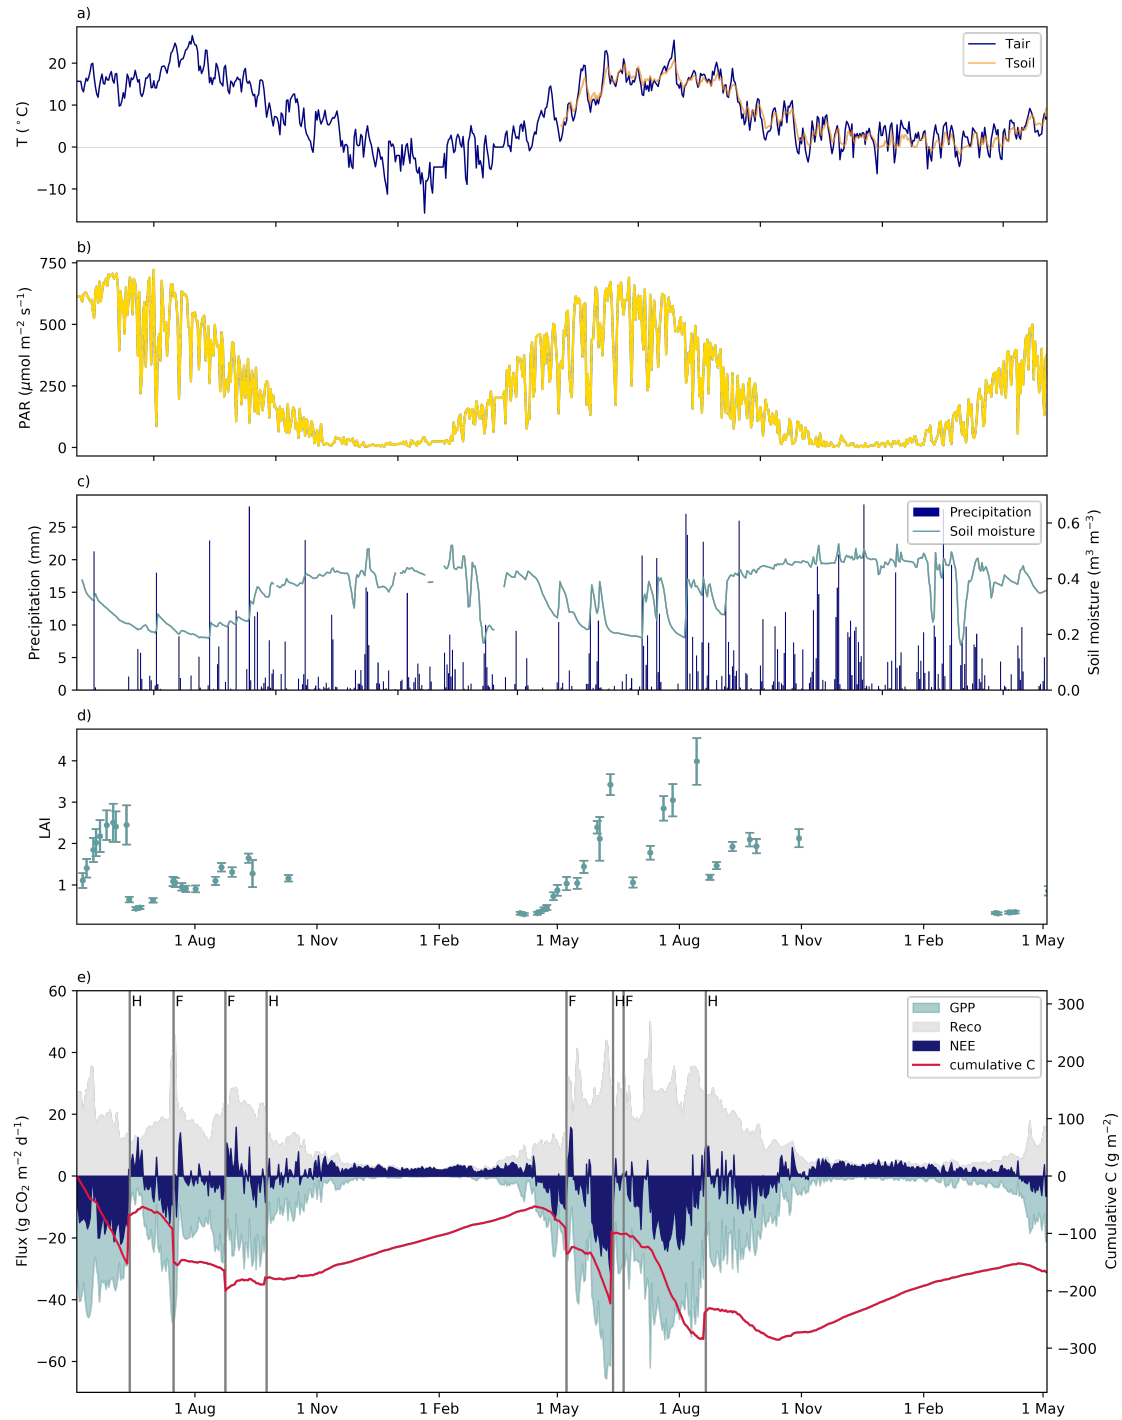 a)
20
10
0
−10
T (°C)
Tair
Tsoil
b)
750
500
250
0
PAR (μmol m⁻² s⁻¹)
c)
25
20
15
10
5
0
Precipitation (mm)
Precipitation
Soil moisture
0.6
0.4
0.2
0.0
Soil moisture (m³ m⁻³)
d)
4
3
2
1
LAI
1 Aug 1 Nov 1 Feb 1 May 1 Aug 1 Nov 1 Feb 1 May
e)
H F F H F H F H
60
40
20
0
−20
−40
−60
Flux (g CO₂ m⁻² d⁻¹)
GPP
Reco
NEE
cumulative C
300
200
100
0
−100
−200
−300
Cumulative C (g m⁻²)
1 Aug 1 Nov 1 Feb 1 May 1 Aug 1 Nov 1 Feb 1 May